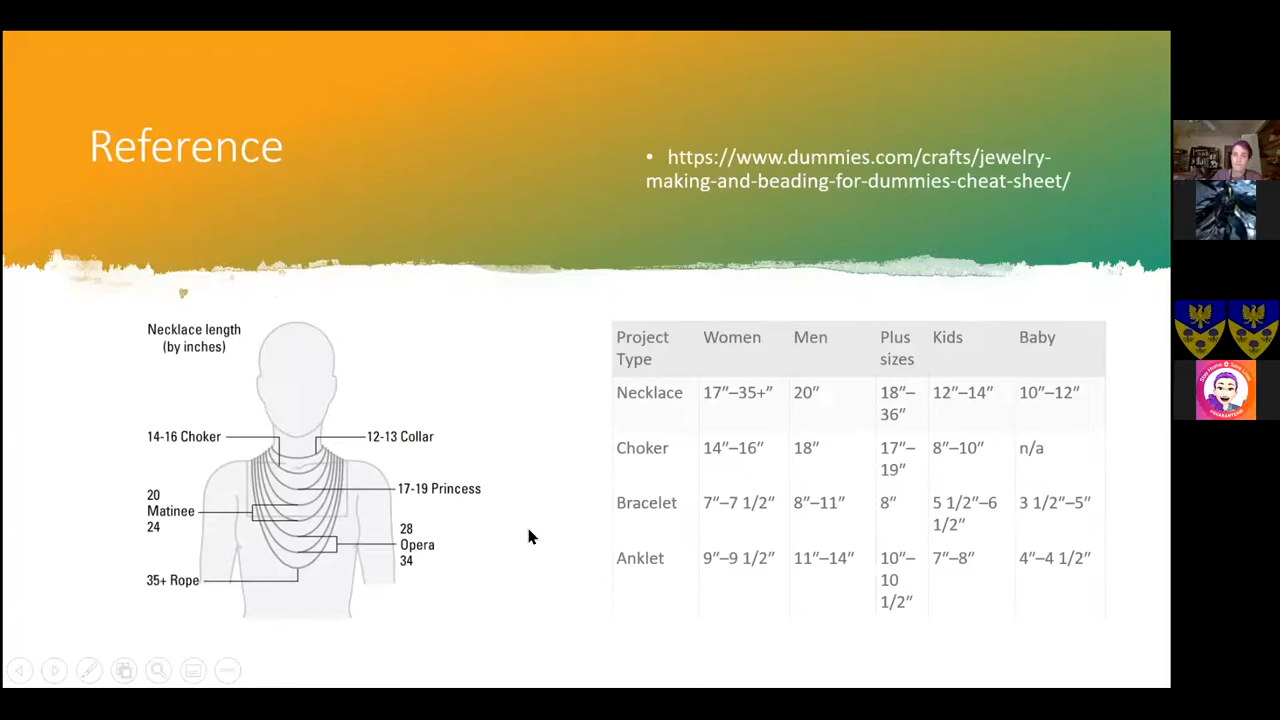 Reference
• https://www.dummies.com/crafts/jewelry-
making-and-beading-for-dummies-cheat-sheet/
Necklace length
(by inches)
14-16 Choker
12-13 Collar
17-19 Princess
20
Matinee
24
28
Opera
34
35+ Rope
Project Type Women Men Plus sizes Kids Baby
Necklace 17”–35+” 20” 18”–36” 12”–14” 10”–12”
Choker 14”–16” 18” 17”–19” 8”–10” n/a
Bracelet 7”–7 1/2” 8”–11” 8” 5 1/2”–6 1/2” 3 1/2”–5”
Anklet 9”–9 1/2” 11”–14” 10”–10 1/2” 7”–8” 4”–4 1/2”